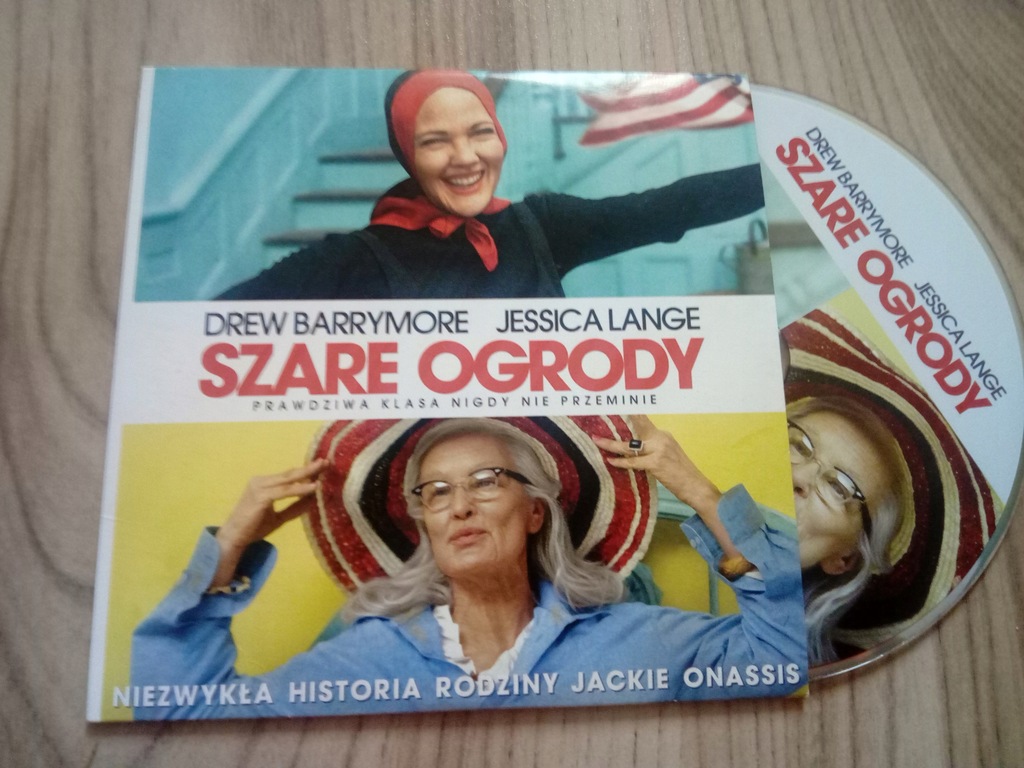 DREW BARRYMORE JESSICA LANGE
SZARE OGRODY
PRAWDZIWA KLASA NIGDY NIE PRZEMINIE
NIEZWYKŁA HISTORIA RODZINY JACKIE ONASSIS
DREW BARRYMORE JESSICA LANGE
SZARE OGRODY